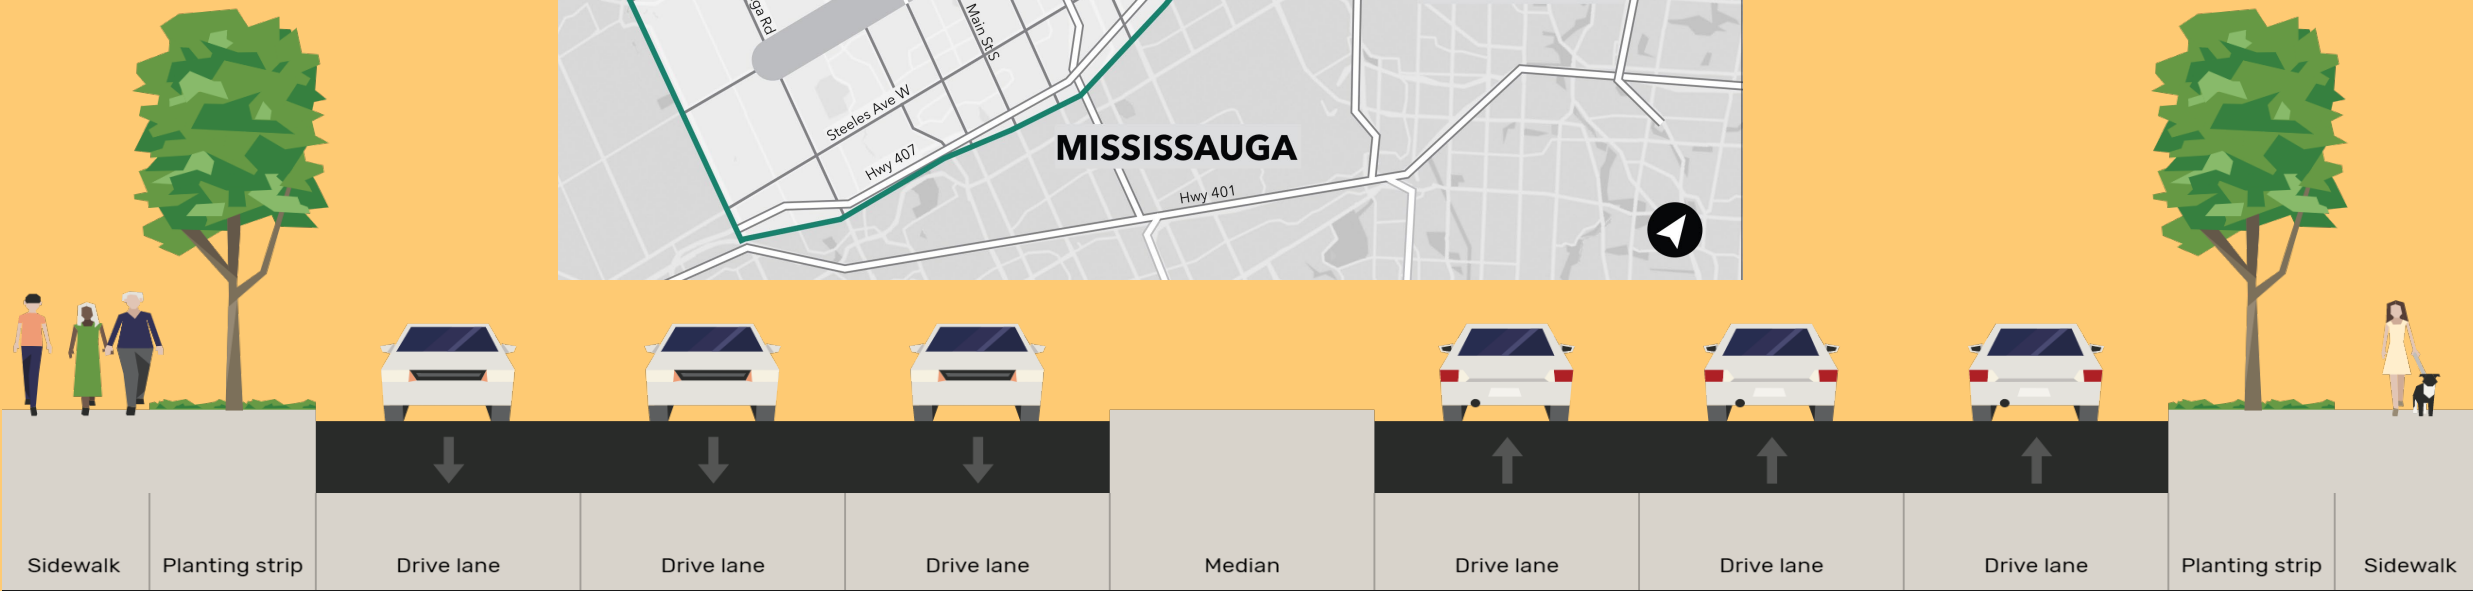 Main St S
Steeles Ave W
Hwy 407
MISSISSAUGA
Hwy 401
Sidewalk
Planting strip
Drive lane
Drive lane
Drive lane
Median
Drive lane
Drive lane
Drive lane
Planting strip
Sidewalk